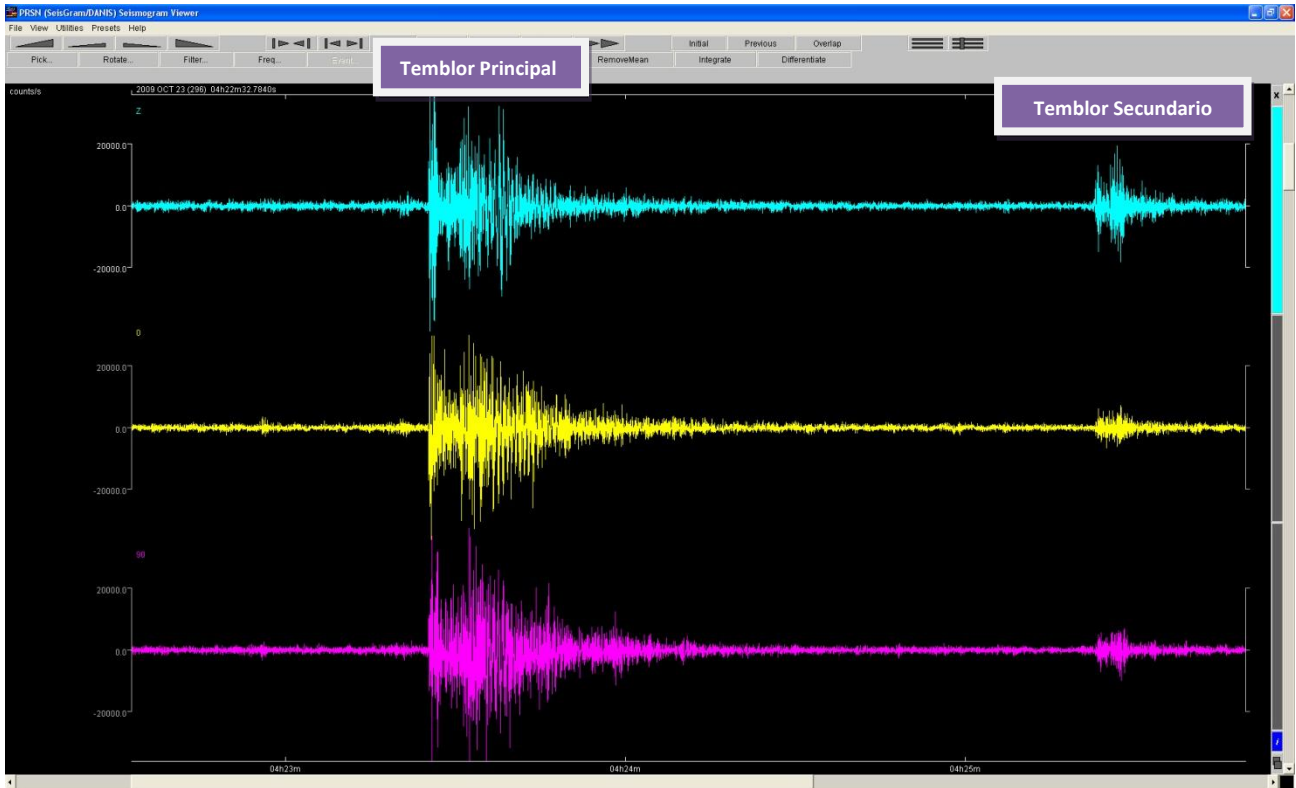 PRSN (SeisGram/DANIS) Seismogram Viewer
File View Utilities Presets Help
Initial Previous Overlap
Pick... Rotate... Filter... Freq... Event... RemoveMean Integrate Differentiate
Temblor Principal
Temblor Secundario
counts/s
2009 OCT 23 (296) 04h22m32.7840s
x
Z
20000.0
0.0
-20000.0
0
20000.0
0.0
-20000.0
90
20000.0
0.0
-20000.0
i
04h23m 04h24m 04h25m